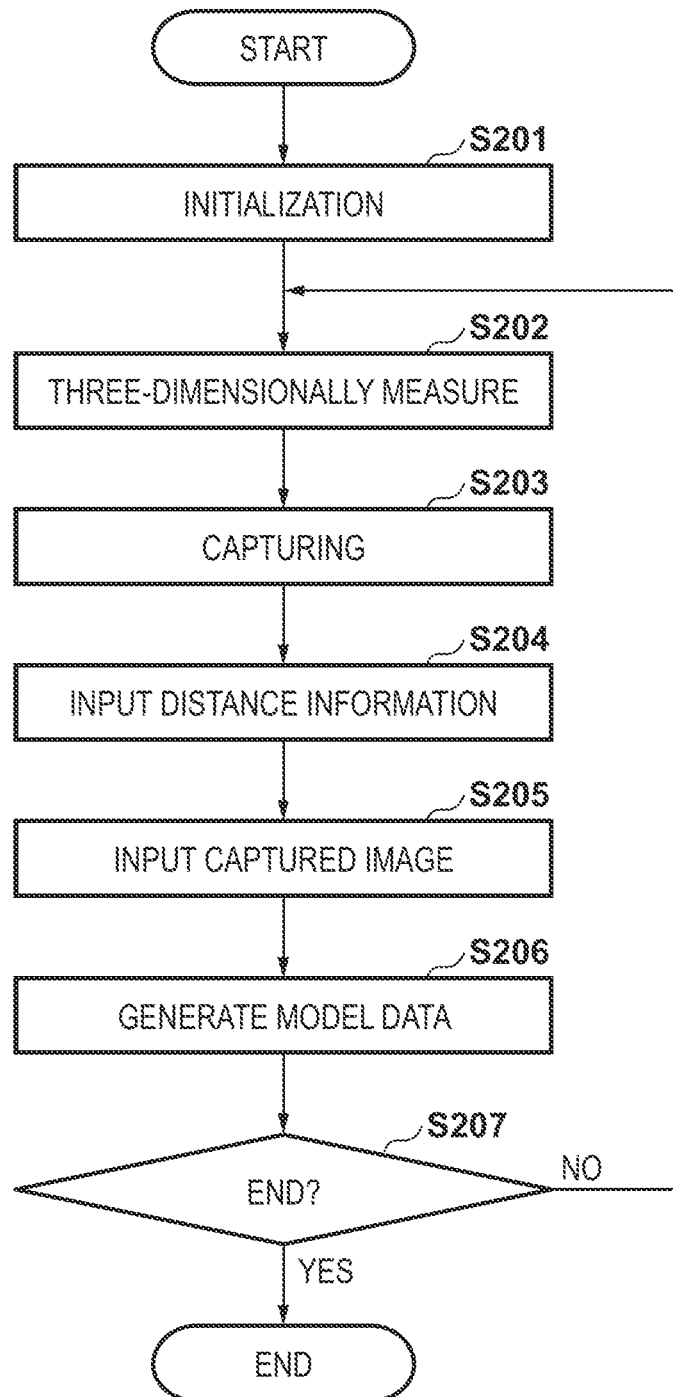 START
S201
INITIALIZATION
S202
THREE-DIMENSIONALLY MEASURE
S203
CAPTURING
S204
INPUT DISTANCE INFORMATION
S205
INPUT CAPTURED IMAGE
S206
GENERATE MODEL DATA
S207
END?
NO
YES
END